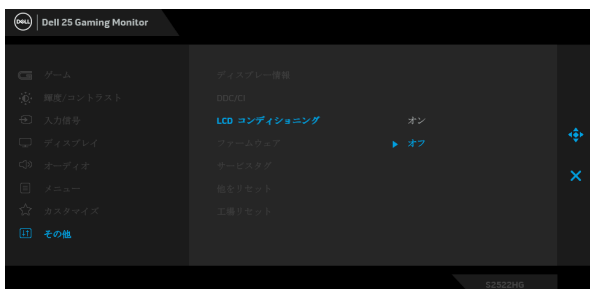 DELL Dell 25 Gaming Monitor
ゲーム
輝度/コントラスト
入力信号
ディスプレイ
オーディオ
メニュー
カスタマイズ
その他
ディスプレー情報
DDC/CI
LCD コンディショニング
ファームウェア
サービスタグ
他をリセット
工場リセット
オン
オフ
S2522HG